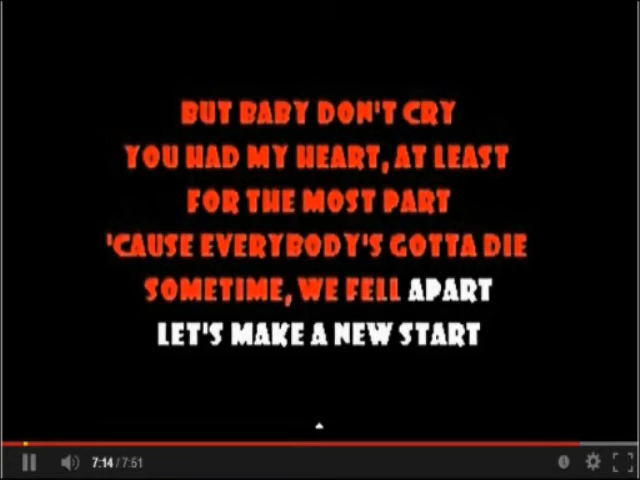 BUT BABY DON'T CRY
YOU HAD MY HEART, AT LEAST
FOR THE MOST PART
'CAUSE EVERYBODY'S GOTTA DIE
SOMETIME, WE FELL APART
LET'S MAKE A NEW START
7:14 / 7:51